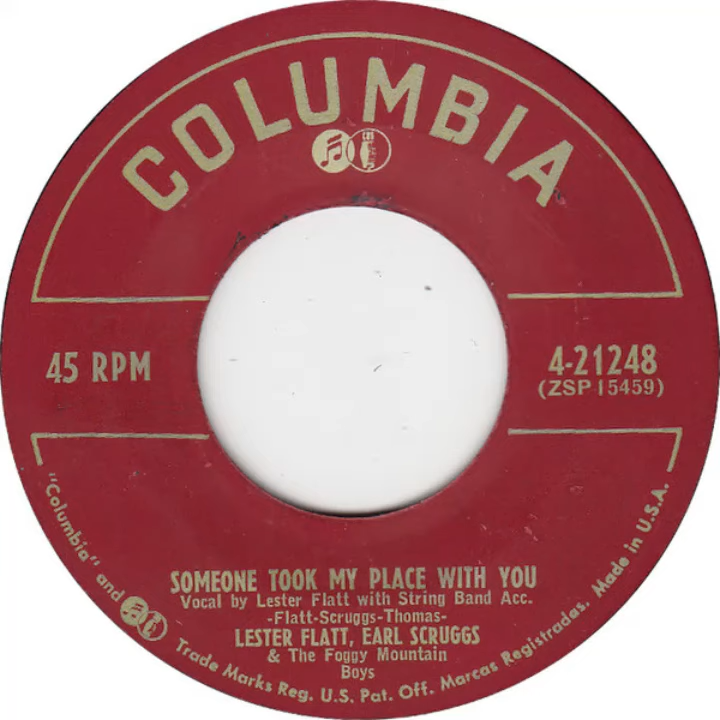 COLUMBIA
45 RPM
4-21248
(ZSP 15459)
SOMEONE TOOK MY PLACE WITH YOU
Vocal by Lester Flatt with String Band Acc.
-Flatt-Scruggs-Thomas-
LESTER FLATT, EARL SCRUGGS
& The Foggy Mountain
Boys
"Columbia" and Trade Marks Reg. U.S. Pat. Off. Marcas Registradas. Made in U.S.A.